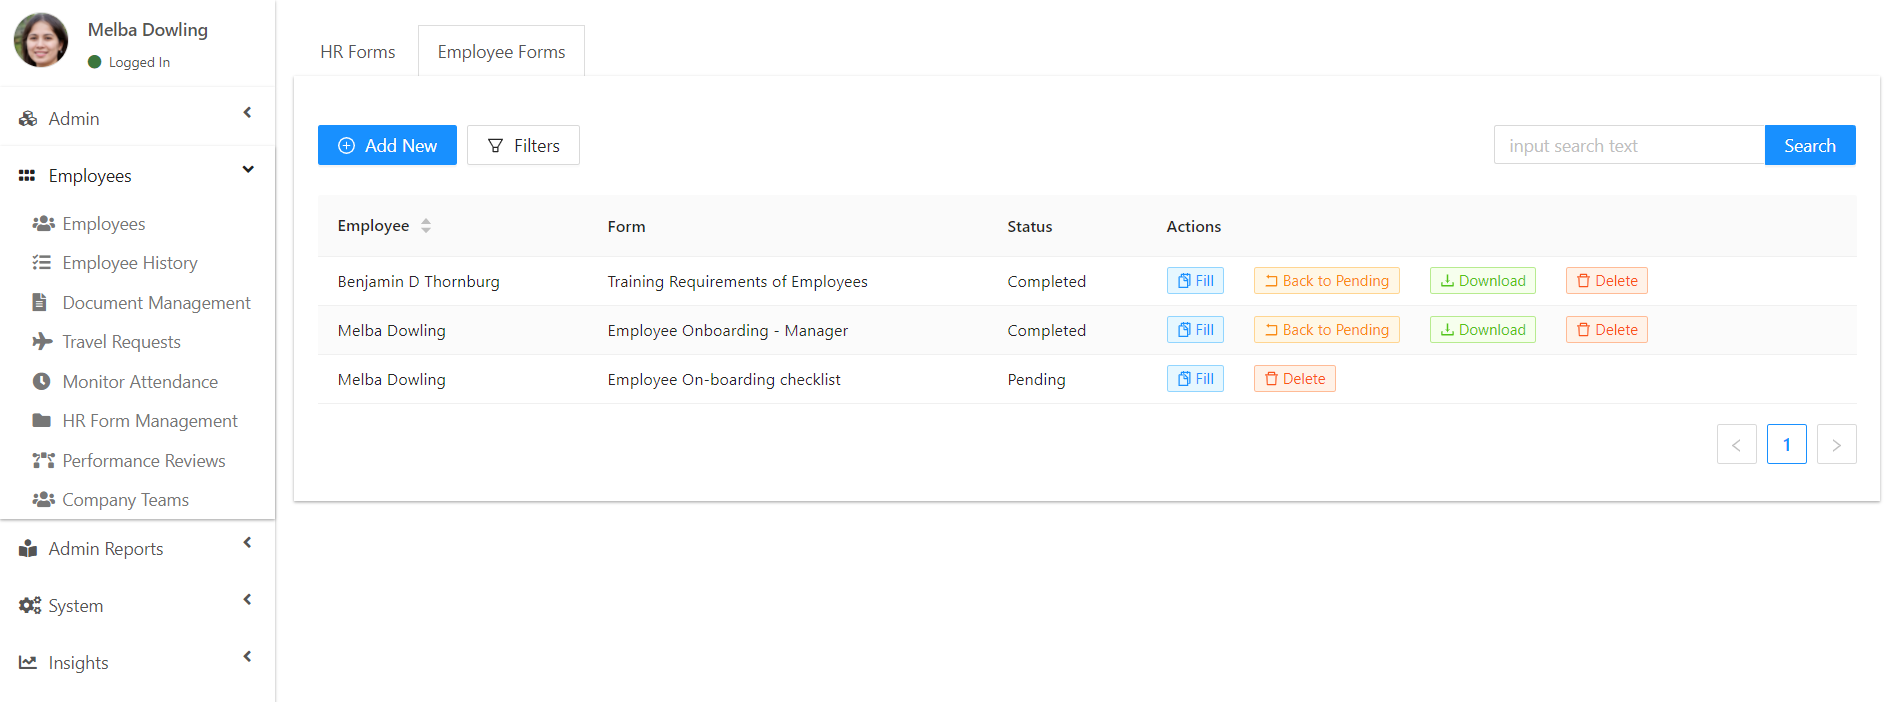 Melba Dowling
Logged In
Admin
Employees
Employees
Employee History
Document Management
Travel Requests
Monitor Attendance
HR Form Management
Performance Reviews
Company Teams
Admin Reports
System
Insights
HR Forms
Employee Forms
Add New
Filters
input search text
Search
Employee Form Status Actions
Benjamin D Thornburg Training Requirements of Employees Completed Fill Back to Pending Download Delete
Melba Dowling Employee Onboarding - Manager Completed Fill Back to Pending Download Delete
Melba Dowling Employee On-boarding checklist Pending Fill Delete
< 1 >